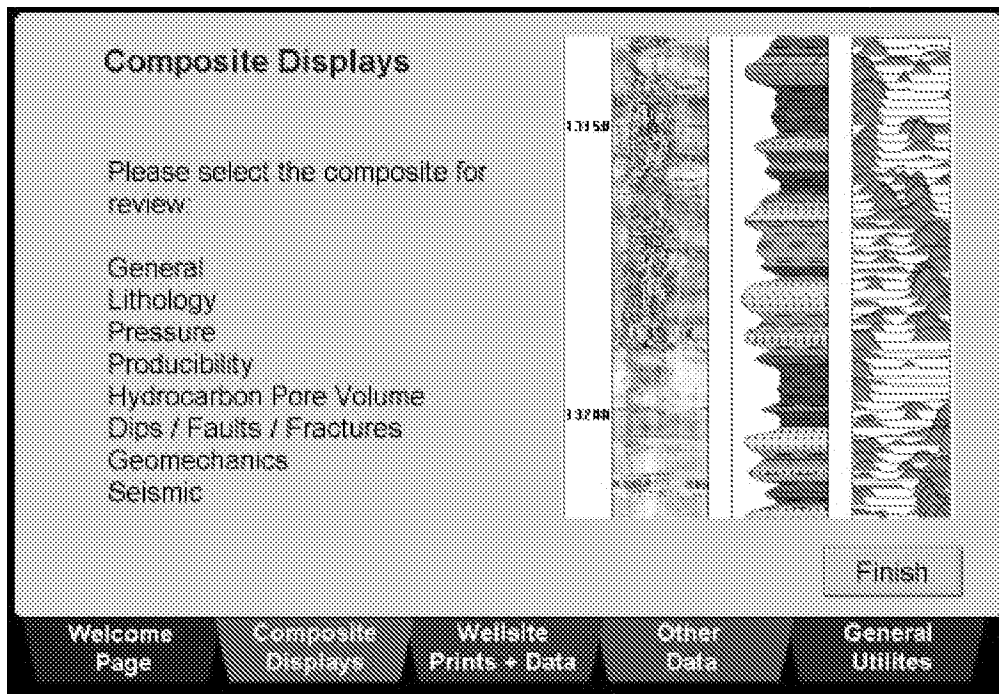 Composite Displays
Please select the composite for
review:
General
Lithology
Pressure
Producibility
Hydrocarbon Pore Volume
Dips / Faults / Fractures
Geomechanics
Seismic
Finish
Welcome
Page
Composite
Displays
Wellsite
Prints + Data
Other
Data
General
Utilites